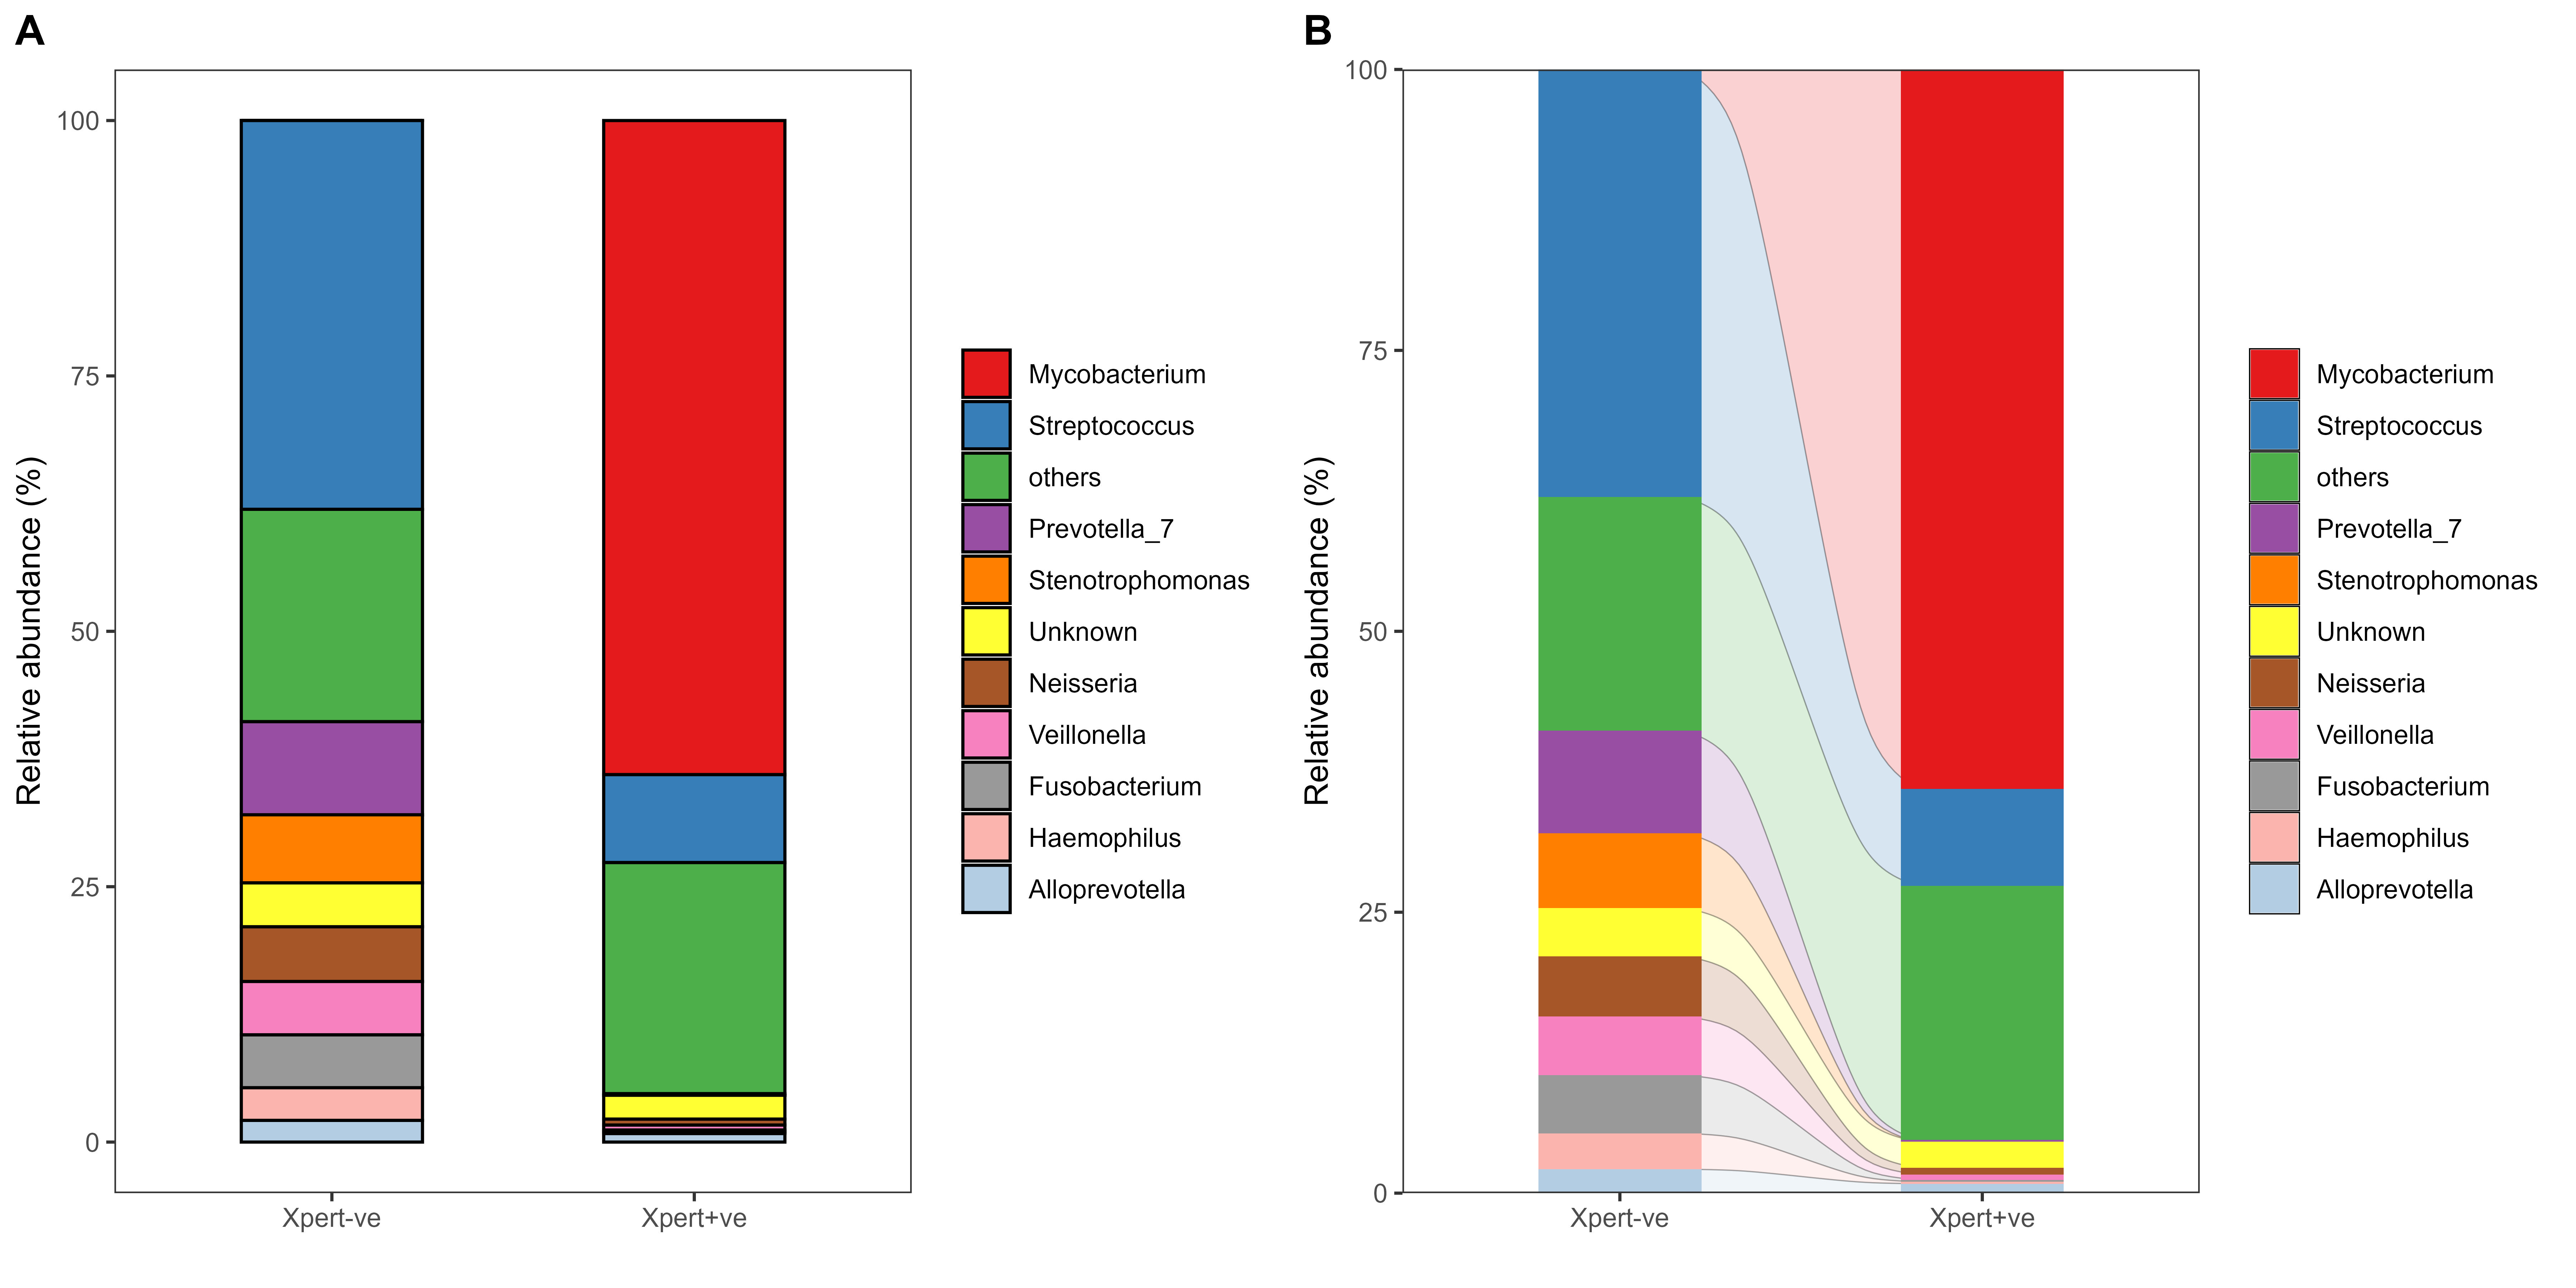 A
Relative abundance (%)
100
75
50
25
0
Xpert-ve
Xpert+ve
Mycobacterium
Streptococcus
others
Prevotella_7
Stenotrophomonas
Unknown
Neisseria
Veillonella
Fusobacterium
Haemophilus
Alloprevotella
B
Relative abundance (%)
100
75
50
25
0
Xpert-ve
Xpert+ve
Mycobacterium
Streptococcus
others
Prevotella_7
Stenotrophomonas
Unknown
Neisseria
Veillonella
Fusobacterium
Haemophilus
Alloprevotella